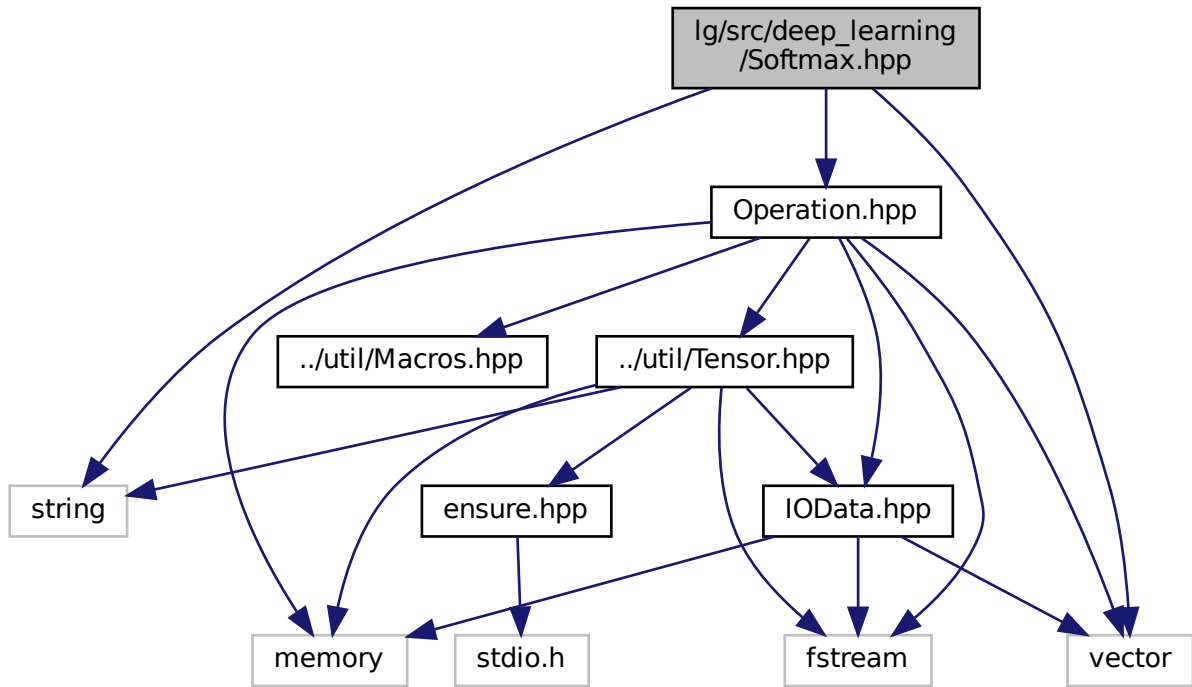 lg/src/deep_learning
/Softmax.hpp
Operation.hpp
../util/Macros.hpp
../util/Tensor.hpp
string
ensure.hpp
IOData.hpp
memory
stdio.h
fstream
vector